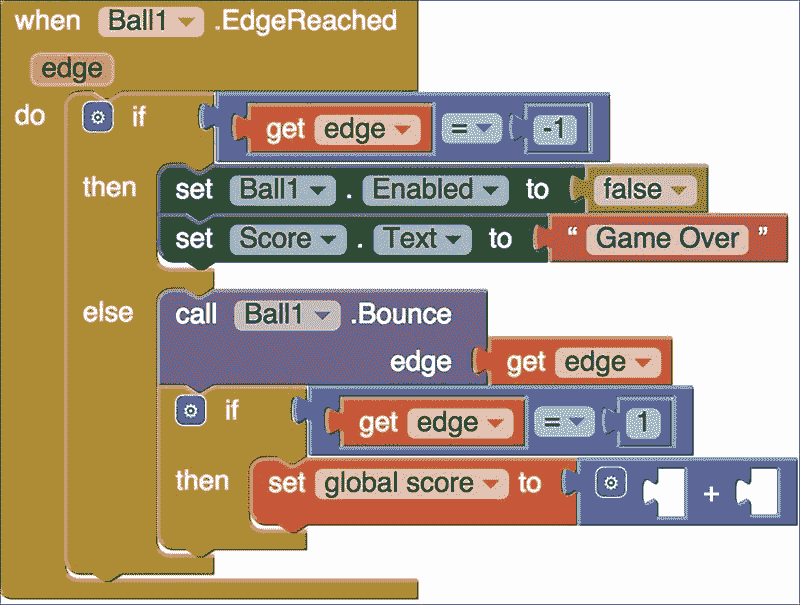 when Ball1 .EdgeReached
edge
do if get edge = -1
then set Ball1 . Enabled to false
set Score . Text to “ Game Over ”
else call Ball1 .Bounce
edge get edge
if get edge = 1
then set global score to +